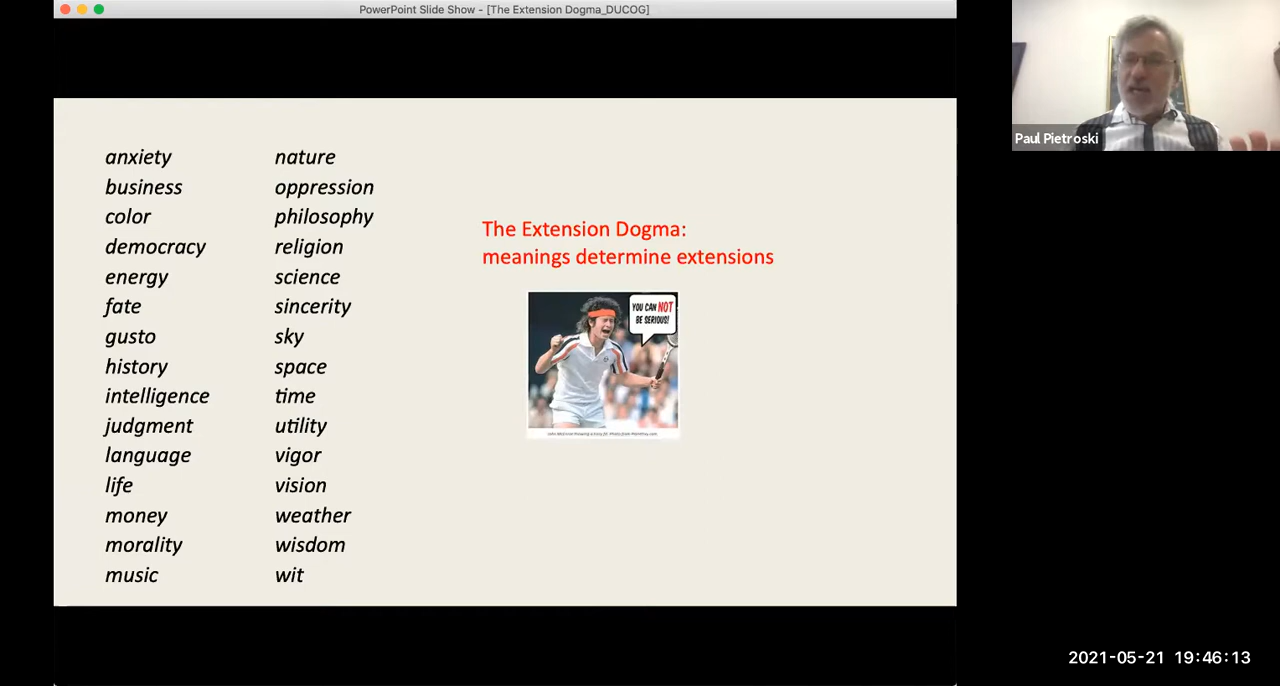 PowerPoint Slide Show - [The Extension Dogma_DUCOG]
Paul Pietroski
anxiety
business
color
democracy
energy
fate
gusto
history
intelligence
judgment
language
life
money
morality
music
nature
oppression
philosophy
religion
science
sincerity
sky
space
time
utility
vigor
vision
weather
wisdom
wit
The Extension Dogma:
meanings determine extensions
YOU CAN NOT
BE SERIOUS!
2021-05-21 19:46:13